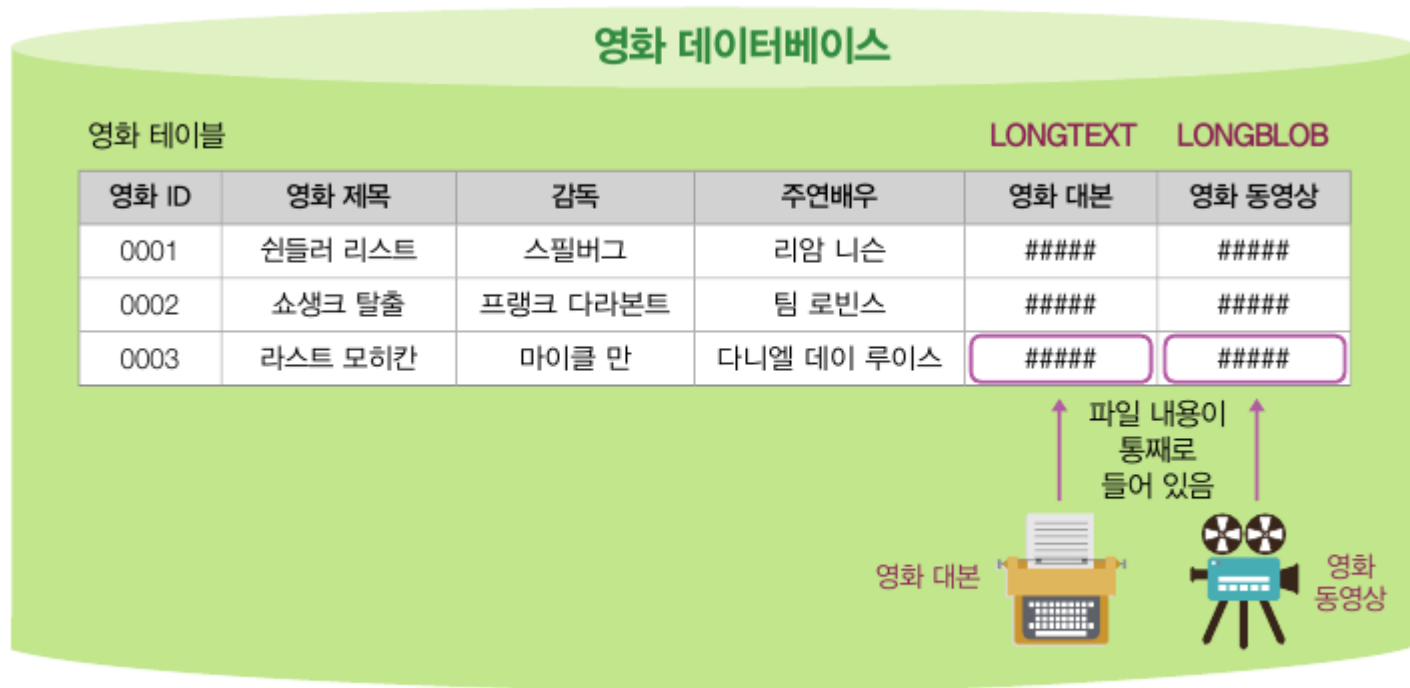 영화 데이터베이스
영화 테이블 LONGTEXT LONGBLOB
영화 ID 영화 제목 감독 주연배우 영화 대본 영화 동영상
0001 쉰들러 리스트 스필버그 리암 니슨 ##### #####
0002 쇼생크 탈출 프랭크 다라본트 팀 로빈스 ##### #####
0003 라스트 모히칸 마이클 만 다니엘 데이 루이스 ##### #####
파일 내용이
통째로
들어 있음
영화 대본
영화
동영상